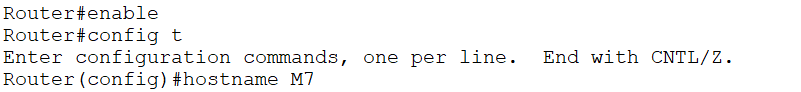 Router#enable
Router#config t
Enter configuration commands, one per line.  End with CNTL/Z.
Router(config)#hostname M7